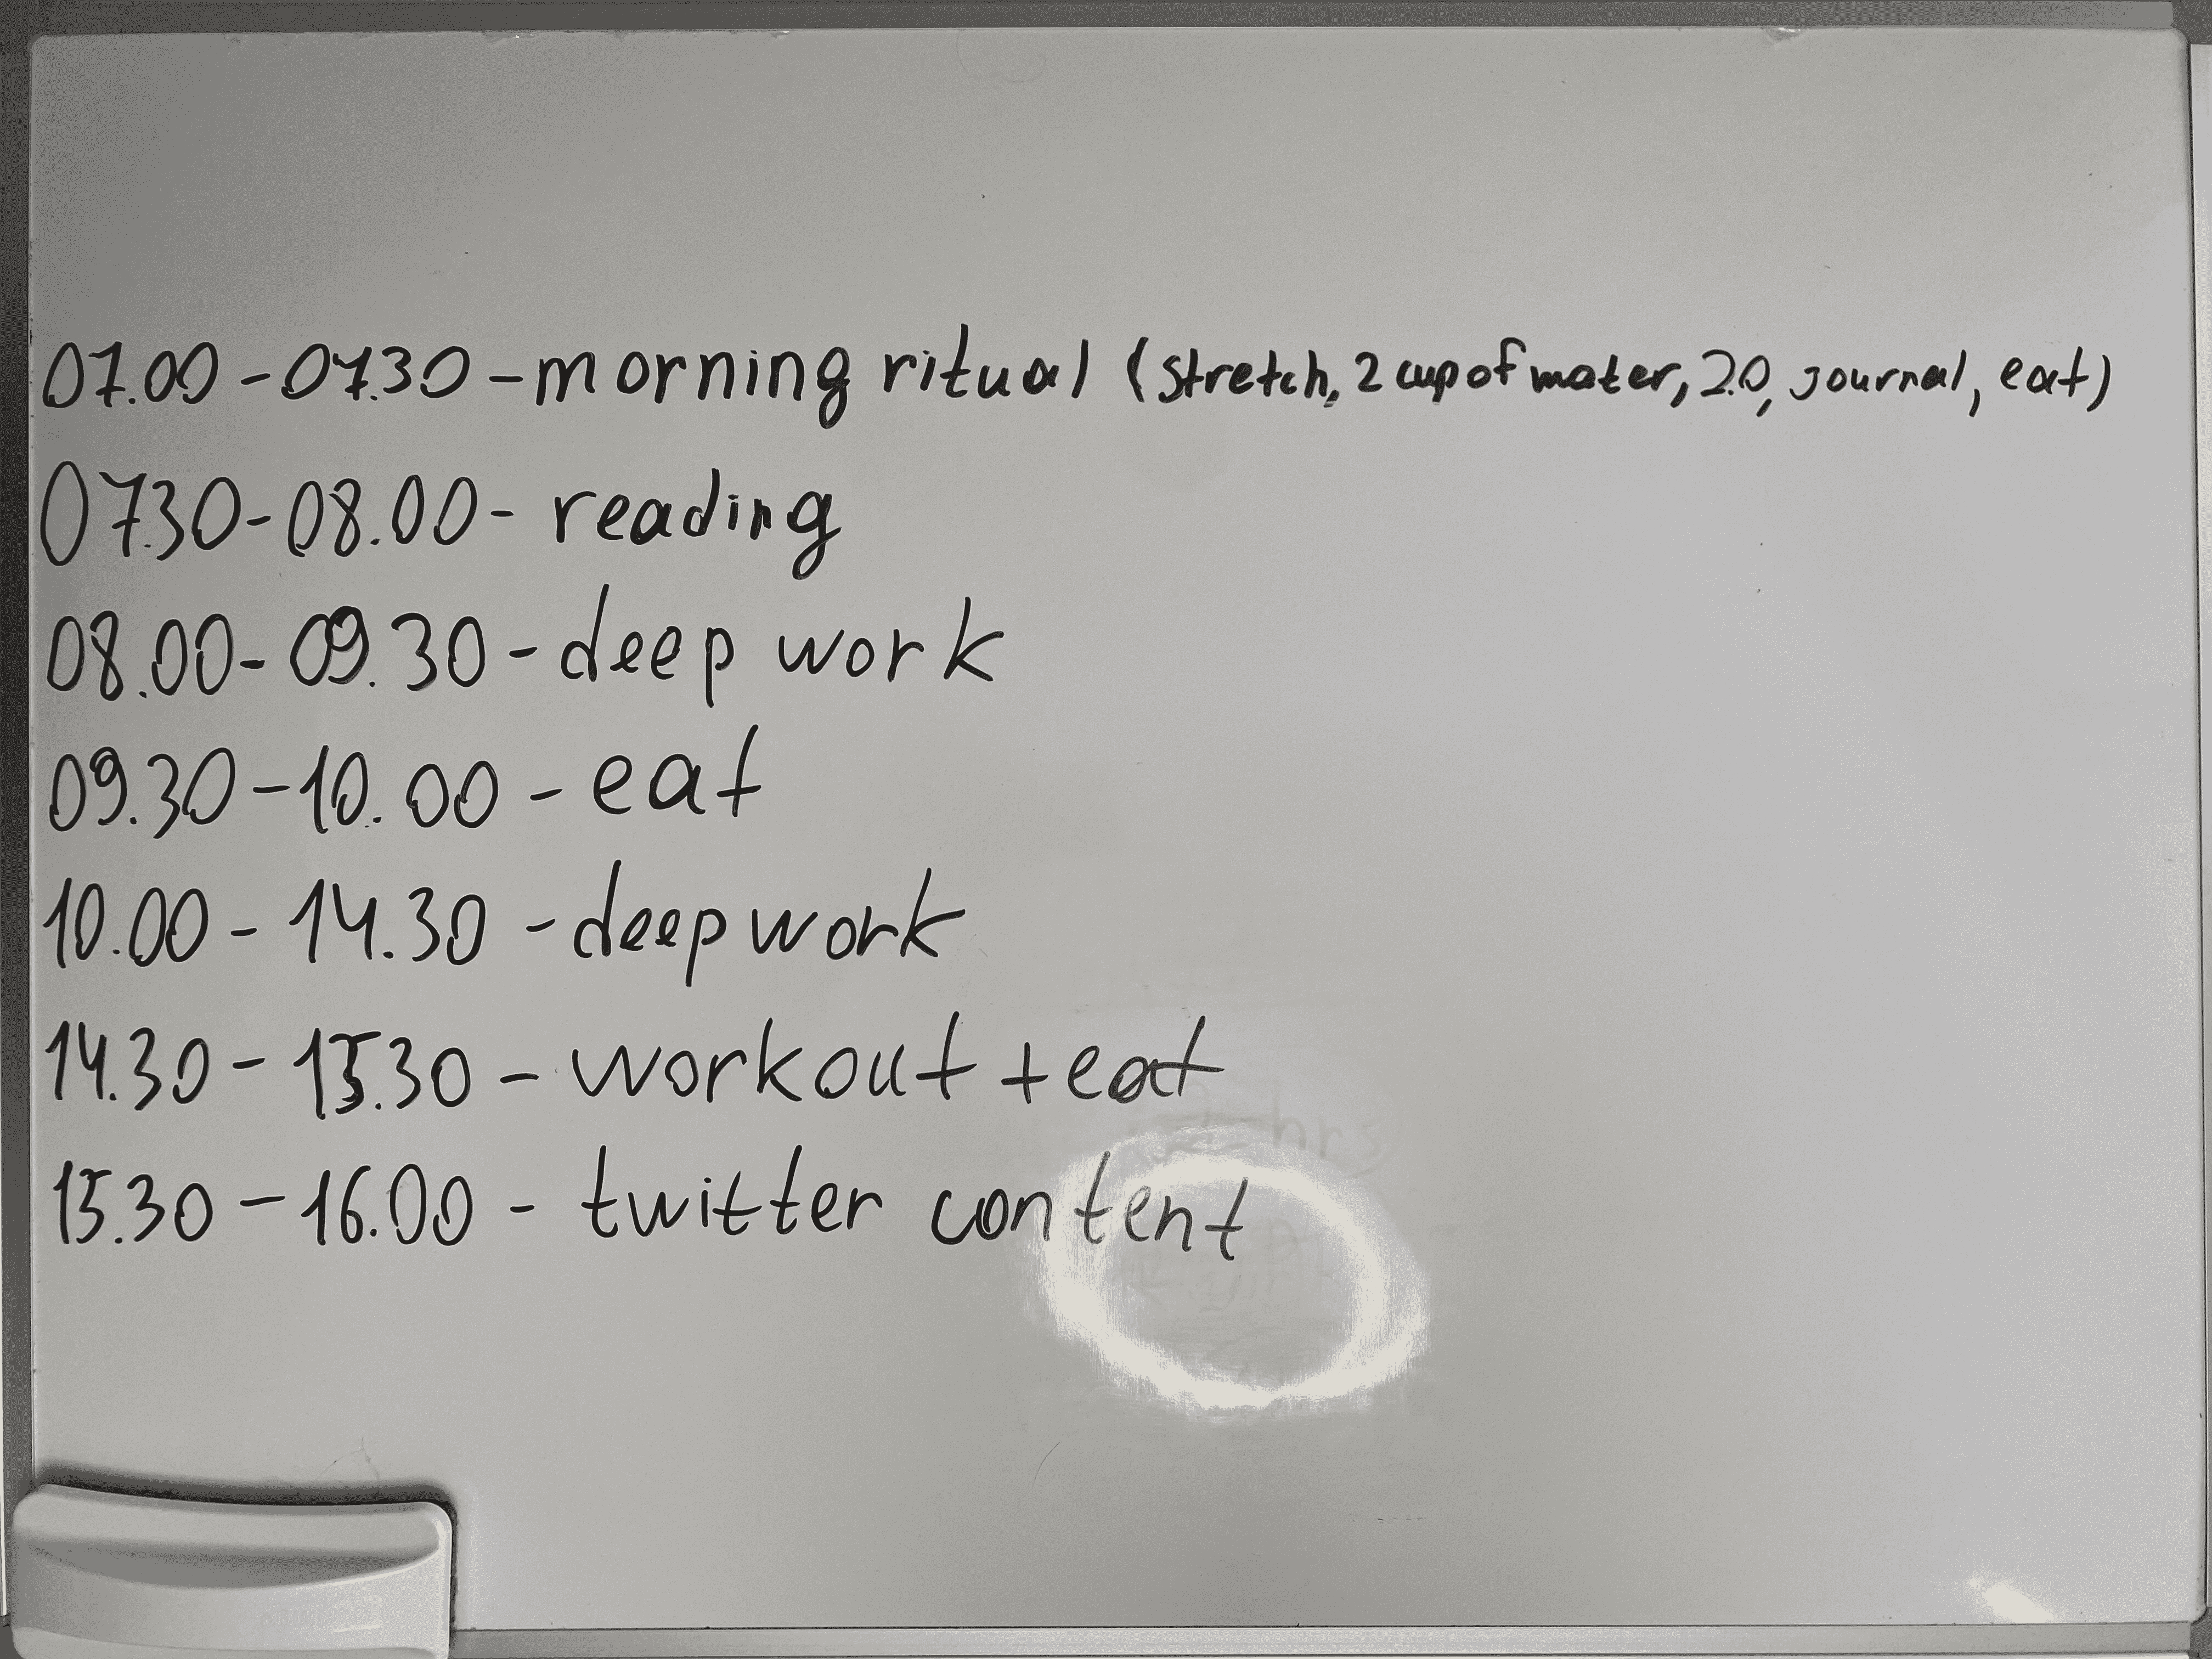 07.00 - 07.30 - morning ritual (stretch, 2 cup of water, 20, journal, eat)
07.30 - 08.00 - reading
08.00 - 09.30 - deep work
09.30 - 10.00 - eat
10.00 - 14.30 - deep work
14.30 - 15.30 - workout + eat
15.30 - 16.00 - twitter content